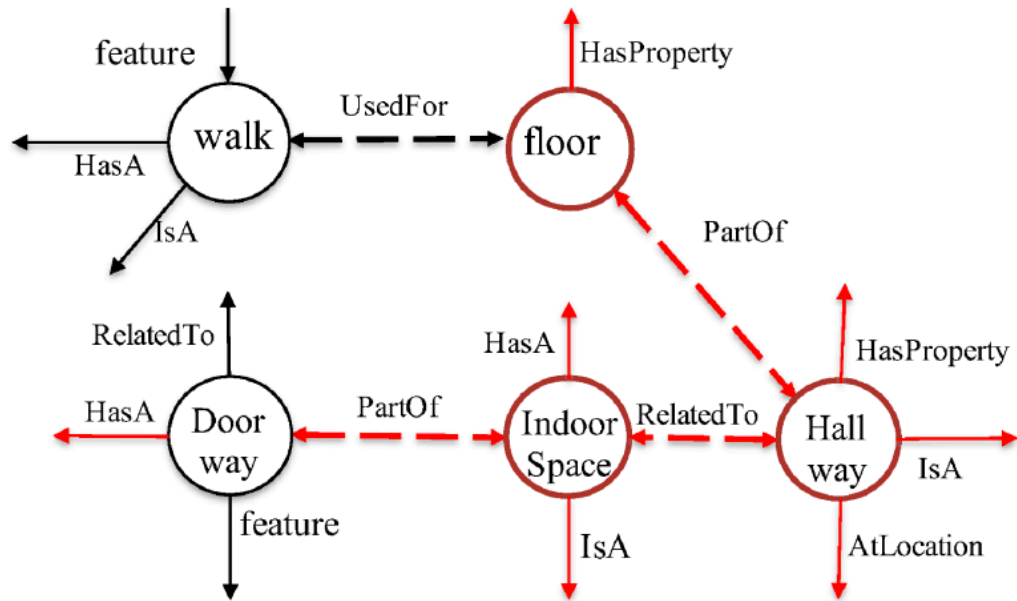 feature
HasProperty
UsedFor
walk
floor
HasA
IsA
PartOf
RelatedTo
HasA
HasProperty
HasA
PartOf
RelatedTo
Door
way
Indoor
Space
Hall
way
IsA
feature
IsA
AtLocation